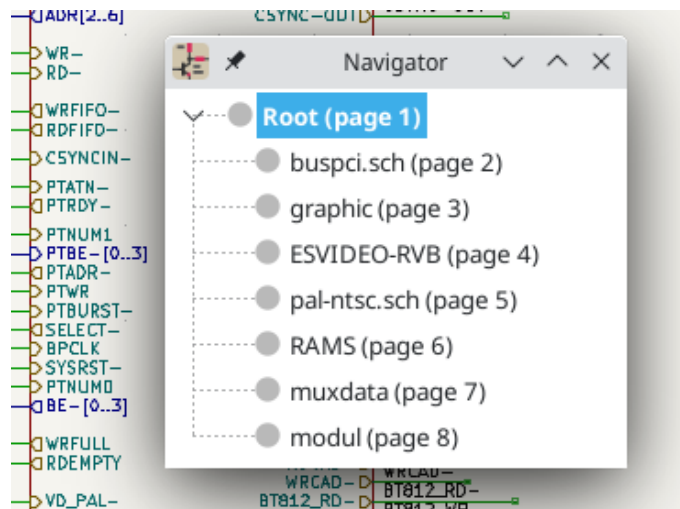 ADR[2..6]
CSYNC-OUT
WR-
RD-
WRFIFO-
RDFIFO-
CSYNCIN-
PTATN-
PTRDY-
PTNUM1
PTBE-[0..3]
PTADR-
PTWR
PTBURST-
SELECT-
BPCLK
SYSRST-
PTNUM0
BE-[0..3]
WRFULL
RDEMPTY
VD_PAL-
Navigator
Root (page 1)
buspci.sch (page 2)
graphic (page 3)
ESVIDEO-RVB (page 4)
pal-ntsc.sch (page 5)
RAMS (page 6)
muxdata (page 7)
modul (page 8)
WRCAD-
WRCAD-
BT812_RD-
BT812_RD-